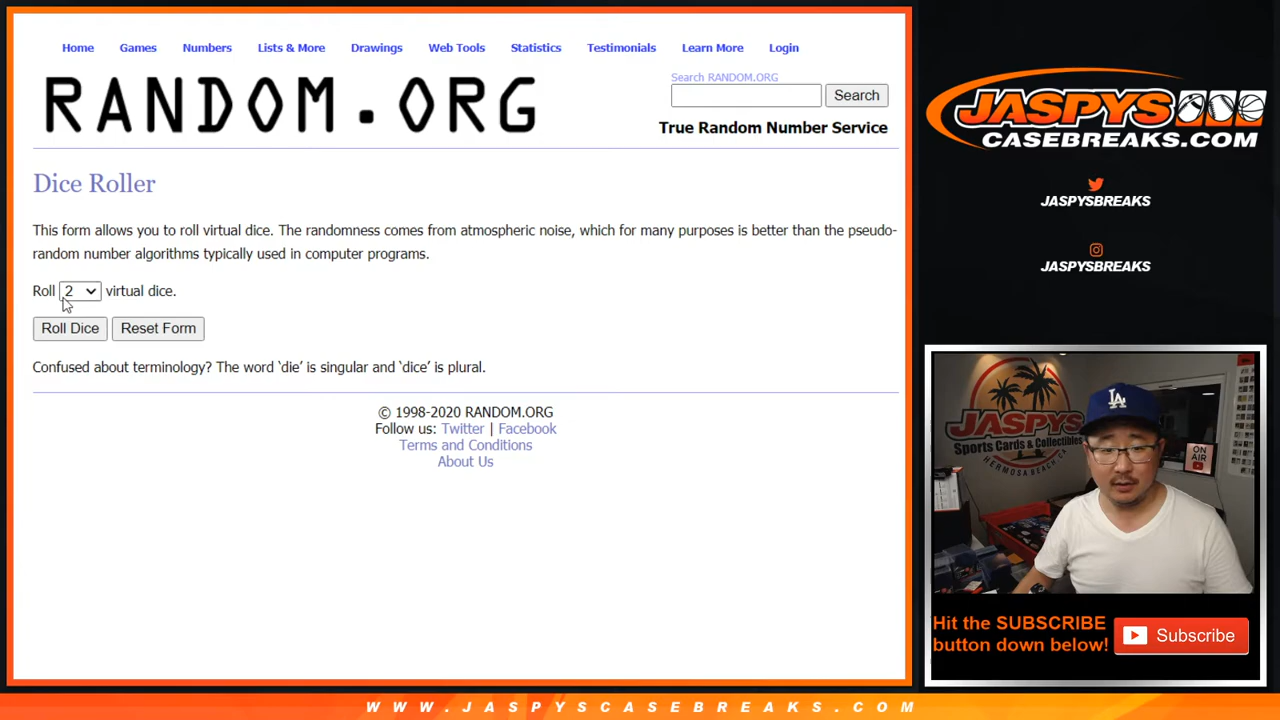 Home Games Numbers Lists & More Drawings Web Tools Statistics Testimonials Learn More Login
RANDOM.ORG
Search RANDOM.ORG
Search
True Random Number Service
Dice Roller
This form allows you to roll virtual dice. The randomness comes from atmospheric noise, which for many purposes is better than the pseudo-
random number algorithms typically used in computer programs.
Roll 2 virtual dice.
Roll Dice Reset Form
Confused about terminology? The word ‘die’ is singular and ‘dice’ is plural.
© 1998-2020 RANDOM.ORG
Follow us: Twitter | Facebook
Terms and Conditions
About Us
JASPYS
CASEBREAKS.COM
JASPYSBREAKS
JASPYSBREAKS
JASPYS
Sports Cards & Collectibles
HERMOSA BEACH, CA
LA
ON
AIR
Hit the SUBSCRIBE
button down below!
Subscribe
WWW.JASPYSCASEBREAKS.COM